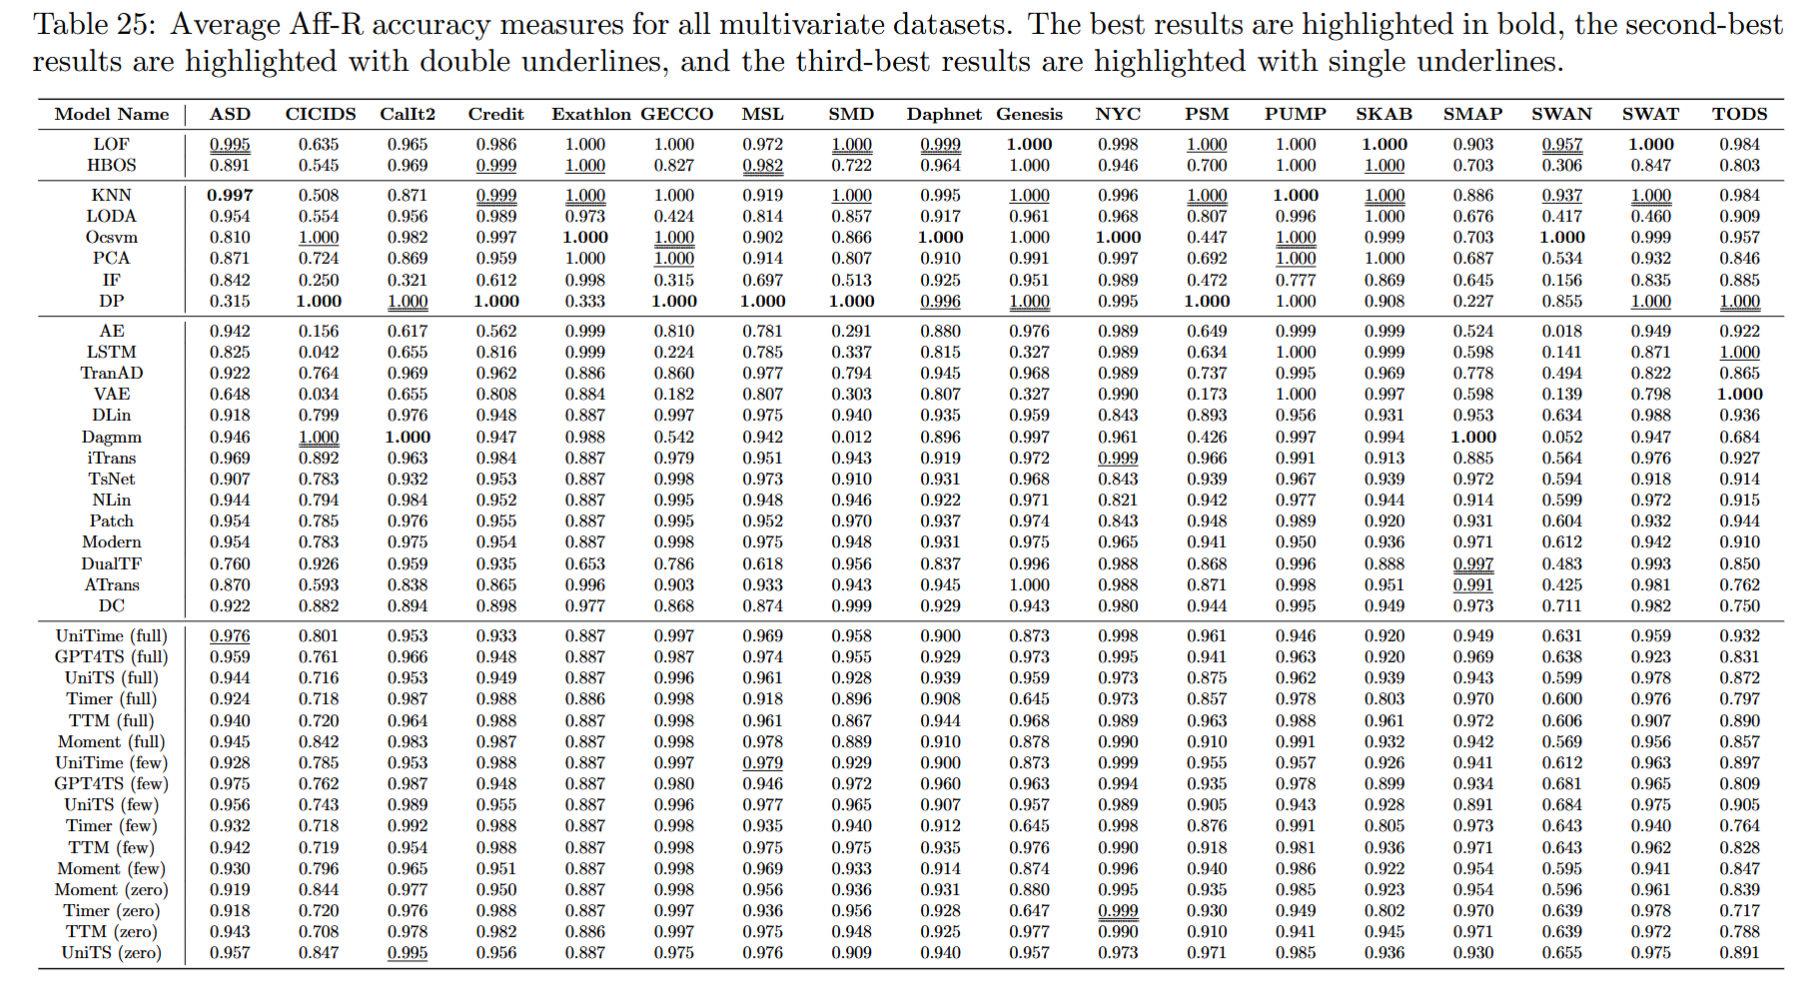 Table 25: Average Aff-R accuracy measures for all multivariate datasets. The best results are highlighted in bold, the second-best
results are highlighted with double underlines, and the third-best results are highlighted with single underlines.
Model Name ASD CICIDS CalIt2 Credit Exathlon GECCO MSL SMD Daphnet Genesis NYC PSM PUMP SKAB SMAP SWAN SWAT TODS
LOF 0.995 0.635 0.965 0.986 1.000 1.000 0.972 1.000 0.999 1.000 0.998 1.000 1.000 1.000 0.903 0.957 1.000 0.984
HBOS 0.891 0.545 0.969 0.999 1.000 0.827 0.982 0.722 0.964 1.000 0.946 0.700 1.000 1.000 0.703 0.306 0.847 0.803
KNN 0.997 0.508 0.871 0.999 1.000 1.000 0.919 1.000 0.995 1.000 0.996 1.000 1.000 1.000 0.886 0.937 1.000 0.984
LODA 0.954 0.554 0.956 0.989 0.973 0.424 0.814 0.857 0.917 0.961 0.968 0.807 0.996 1.000 0.676 0.417 0.460 0.909
Ocsvm 0.810 1.000 0.982 0.997 1.000 1.000 0.902 0.866 1.000 1.000 1.000 0.447 1.000 0.999 0.703 1.000 0.999 0.957
PCA 0.871 0.724 0.869 0.959 1.000 1.000 0.914 0.807 0.910 0.991 0.997 0.692 1.000 1.000 0.687 0.534 0.932 0.846
IF 0.842 0.250 0.321 0.612 0.998 0.315 0.697 0.513 0.925 0.951 0.989 0.472 0.777 0.869 0.645 0.156 0.835 0.885
DP 0.315 1.000 1.000 1.000 0.333 1.000 1.000 1.000 0.996 1.000 0.995 1.000 1.000 0.908 0.227 0.855 1.000 1.000
AE 0.942 0.156 0.617 0.562 0.999 0.810 0.781 0.291 0.880 0.976 0.989 0.649 0.999 0.999 0.524 0.018 0.949 0.922
LSTM 0.825 0.042 0.655 0.816 0.999 0.224 0.785 0.337 0.815 0.327 0.989 0.634 1.000 0.999 0.598 0.141 0.871 1.000
TranAD 0.922 0.764 0.969 0.962 0.886 0.860 0.977 0.794 0.945 0.968 0.989 0.737 0.995 0.969 0.778 0.494 0.822 0.865
VAE 0.648 0.034 0.655 0.808 0.884 0.182 0.807 0.303 0.807 0.327 0.990 0.173 1.000 0.997 0.598 0.139 0.798 1.000
DLin 0.918 0.799 0.976 0.948 0.887 0.997 0.975 0.940 0.935 0.959 0.843 0.893 0.956 0.931 0.953 0.634 0.988 0.936
Dagmm 0.946 1.000 1.000 0.947 0.988 0.542 0.942 0.012 0.896 0.997 0.961 0.426 0.997 0.994 1.000 0.052 0.947 0.684
iTrans 0.969 0.892 0.963 0.984 0.887 0.979 0.951 0.943 0.919 0.972 0.999 0.966 0.991 0.913 0.885 0.564 0.976 0.927
TsNet 0.907 0.783 0.932 0.953 0.887 0.998 0.973 0.910 0.931 0.968 0.843 0.939 0.967 0.939 0.972 0.594 0.918 0.914
NLin 0.944 0.794 0.984 0.952 0.887 0.995 0.948 0.946 0.922 0.971 0.821 0.942 0.977 0.944 0.914 0.599 0.972 0.915
Patch 0.954 0.785 0.976 0.955 0.887 0.995 0.952 0.970 0.937 0.974 0.843 0.948 0.989 0.920 0.931 0.604 0.932 0.944
Modern 0.954 0.783 0.975 0.954 0.887 0.998 0.975 0.948 0.931 0.975 0.965 0.941 0.950 0.936 0.971 0.612 0.942 0.910
DualTF 0.760 0.926 0.959 0.935 0.653 0.786 0.618 0.956 0.837 0.996 0.988 0.868 0.996 0.888 0.997 0.483 0.993 0.850
ATrans 0.870 0.593 0.838 0.865 0.996 0.903 0.933 0.943 0.945 1.000 0.988 0.871 0.998 0.951 0.991 0.425 0.981 0.762
DC 0.922 0.882 0.894 0.898 0.977 0.868 0.874 0.999 0.929 0.943 0.980 0.944 0.995 0.949 0.973 0.711 0.982 0.750
UniTime (full) 0.976 0.801 0.953 0.933 0.887 0.997 0.969 0.958 0.900 0.873 0.998 0.961 0.946 0.920 0.949 0.631 0.959 0.932
GPT4TS (full) 0.959 0.761 0.966 0.948 0.887 0.987 0.974 0.955 0.929 0.973 0.995 0.941 0.963 0.920 0.969 0.638 0.923 0.831
UniTS (full) 0.944 0.716 0.953 0.949 0.887 0.996 0.961 0.928 0.939 0.959 0.973 0.875 0.962 0.939 0.943 0.599 0.978 0.872
Timer (full) 0.924 0.718 0.987 0.988 0.886 0.998 0.918 0.896 0.908 0.645 0.973 0.857 0.978 0.803 0.970 0.600 0.976 0.797
TTM (full) 0.940 0.720 0.964 0.988 0.887 0.998 0.961 0.867 0.944 0.968 0.989 0.963 0.988 0.961 0.972 0.606 0.907 0.890
Moment (full) 0.945 0.842 0.983 0.987 0.887 0.998 0.978 0.889 0.910 0.878 0.990 0.910 0.991 0.932 0.942 0.569 0.956 0.857
UniTime (few) 0.928 0.785 0.953 0.988 0.887 0.997 0.979 0.929 0.900 0.873 0.999 0.955 0.957 0.926 0.941 0.612 0.963 0.897
GPT4TS (few) 0.975 0.762 0.987 0.948 0.887 0.980 0.946 0.972 0.960 0.963 0.994 0.935 0.978 0.899 0.934 0.681 0.965 0.809
UniTS (few) 0.956 0.743 0.989 0.955 0.887 0.996 0.977 0.965 0.907 0.957 0.989 0.905 0.943 0.928 0.891 0.684 0.975 0.905
Timer (few) 0.932 0.718 0.992 0.988 0.887 0.998 0.935 0.940 0.912 0.645 0.998 0.876 0.991 0.805 0.973 0.643 0.940 0.764
TTM (few) 0.942 0.719 0.954 0.988 0.887 0.998 0.975 0.975 0.935 0.976 0.990 0.918 0.981 0.936 0.971 0.643 0.962 0.828
Moment (few) 0.930 0.796 0.965 0.951 0.887 0.998 0.969 0.933 0.914 0.874 0.996 0.940 0.986 0.922 0.954 0.595 0.941 0.847
Moment (zero) 0.919 0.844 0.977 0.950 0.887 0.998 0.956 0.936 0.931 0.880 0.995 0.935 0.985 0.923 0.954 0.596 0.961 0.839
Timer (zero) 0.918 0.720 0.976 0.988 0.887 0.997 0.936 0.956 0.928 0.647 0.999 0.930 0.949 0.802 0.970 0.639 0.978 0.717
TTM (zero) 0.943 0.708 0.978 0.982 0.886 0.997 0.975 0.948 0.925 0.977 0.990 0.910 0.941 0.945 0.971 0.639 0.972 0.788
UniTS (zero) 0.957 0.847 0.995 0.956 0.887 0.975 0.976 0.909 0.940 0.957 0.973 0.971 0.985 0.936 0.930 0.655 0.975 0.891